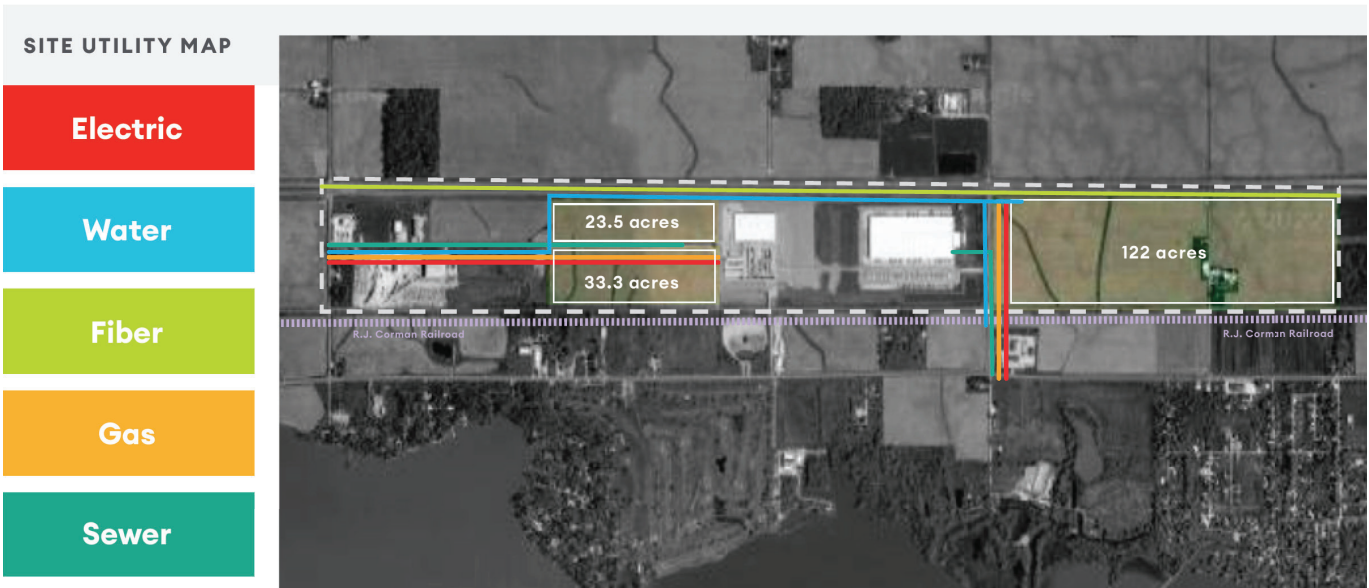 SITE UTILITY MAP
Electric
Water
Fiber
Gas
Sewer
23.5 acres
33.3 acres
122 acres
R.J. Corman Railroad
R.J. Corman Railroad